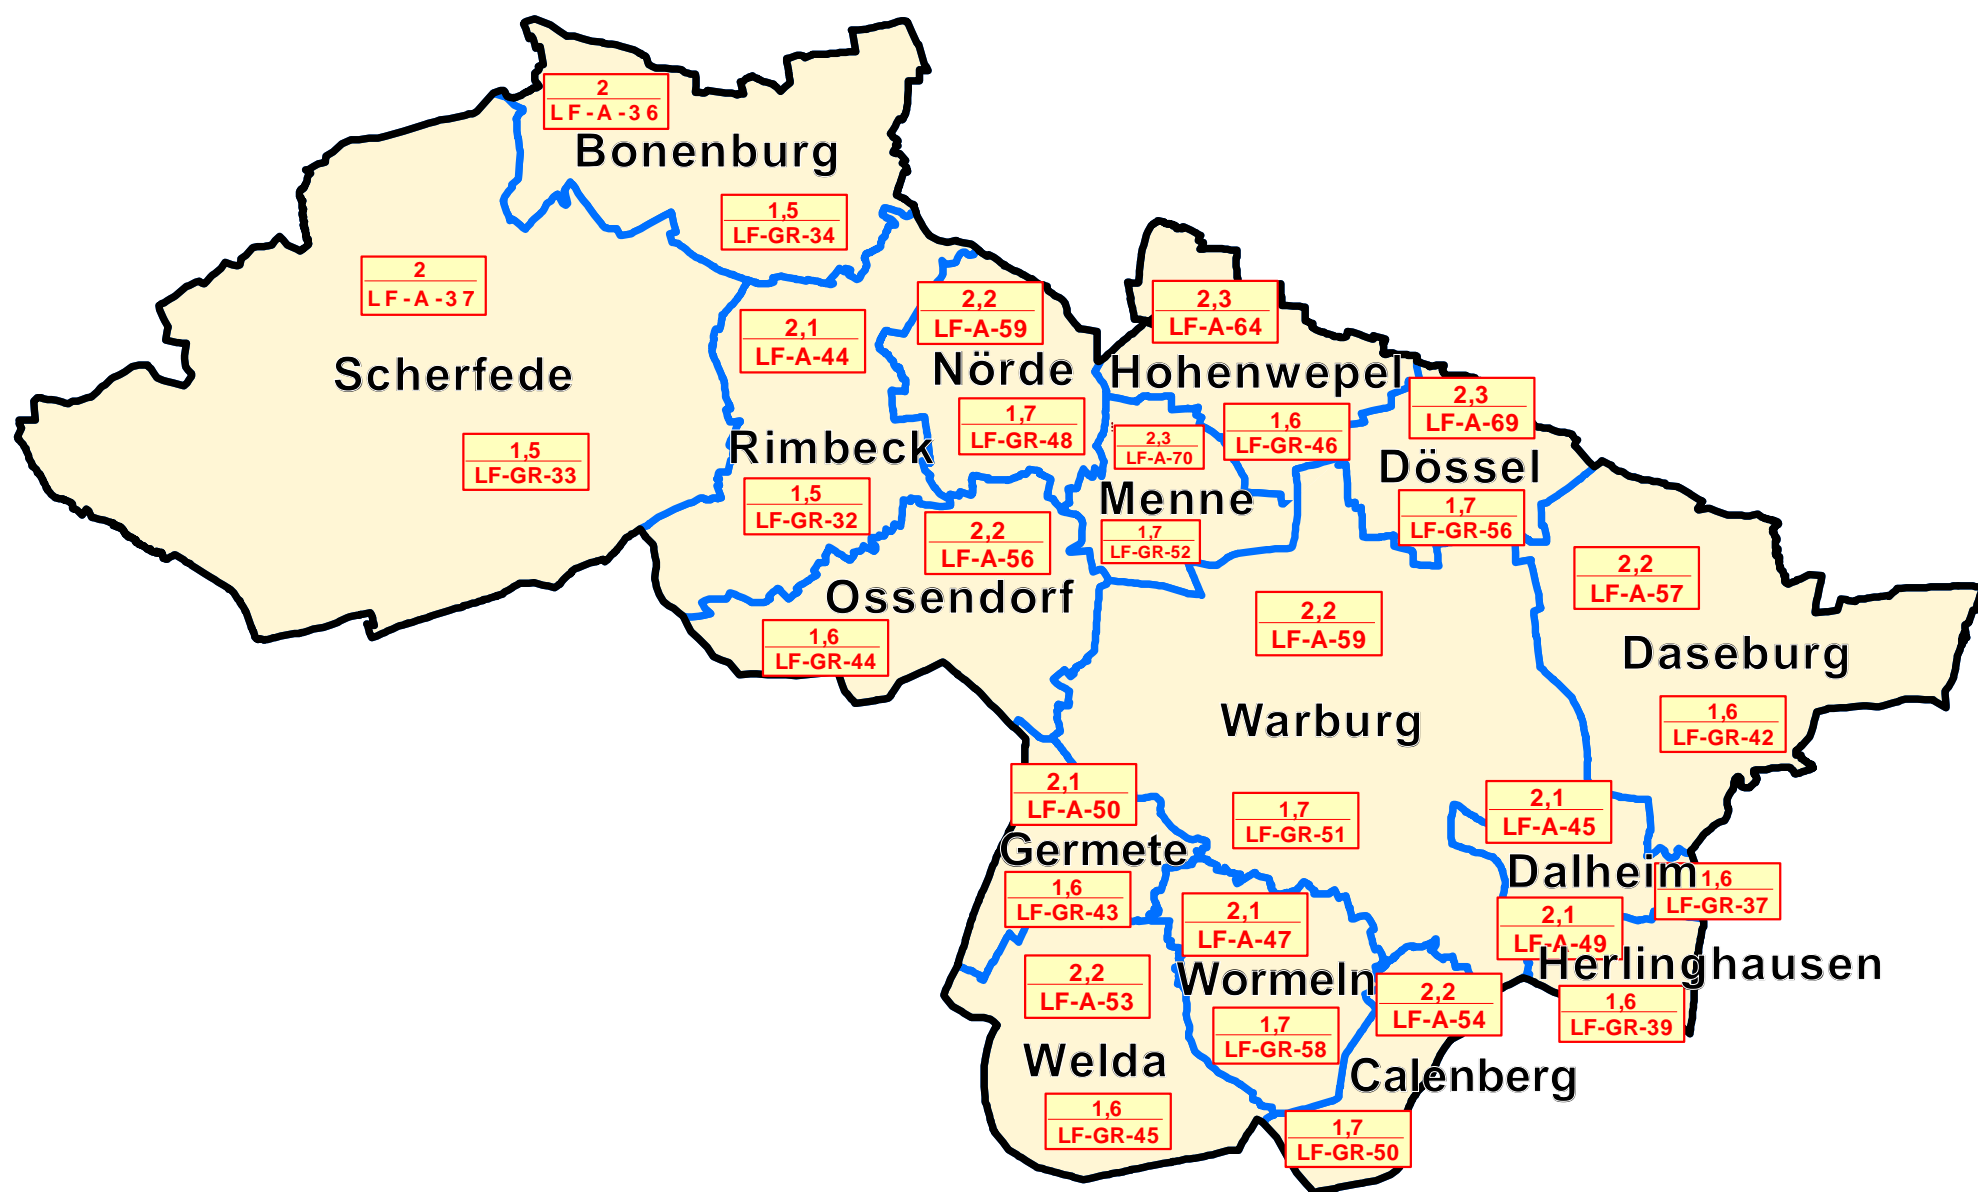 2
LF-A-36
Bonenburg
1,5
LF-GR-34
2
LF-A-37
Scherfede
1,5
LF-GR-33
2,1
LF-A-44
Rimbeck
1,5
LF-GR-32
2,2
LF-A-59
Nörde
1,7
LF-GR-48
2,3
LF-A-64
Hohenwepel
1,6
LF-GR-46
2,3
LF-A-70
Menne
1,7
LF-GR-52
2,3
LF-A-69
Dössel
1,7
LF-GR-56
2,2
LF-A-56
Ossendorf
1,6
LF-GR-44
2,2
LF-A-59
Warburg
1,7
LF-GR-51
2,2
LF-A-57
Daseburg
1,6
LF-GR-42
2,1
LF-A-50
Germete
1,6
LF-GR-43
2,1
LF-A-45
Dalheim
1,6
LF-GR-37
2,1
LF-A-47
Wormeln
1,7
LF-GR-58
2,1
LF-A-49
Herlinghausen
1,6
LF-GR-39
2,2
LF-A-53
Welda
1,6
LF-GR-45
2,2
LF-A-54
Calenberg
1,7
LF-GR-50